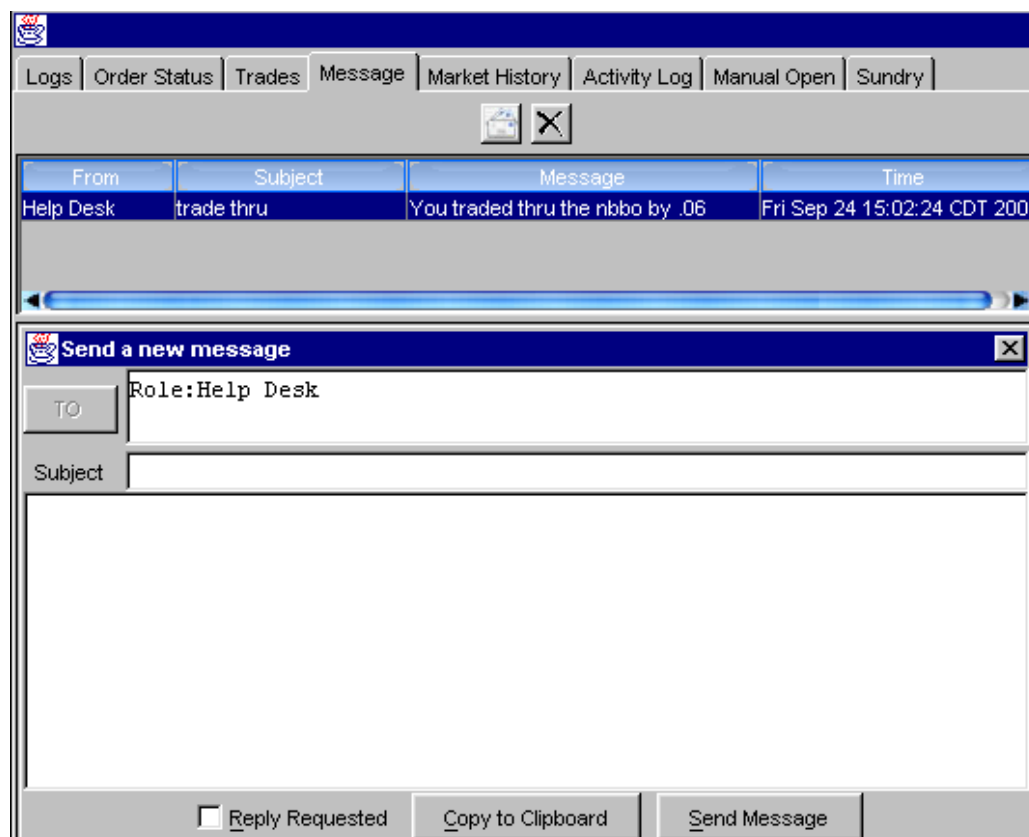 Logs Order Status Trades Message Market History Activity Log Manual Open Sundry
From Subject Message Time
Help Desk trade thru You traded thru the nbbo by .06 Fri Sep 24 15:02:24 CDT 200
Send a new message
TO Role:Help Desk
Subject
Reply Requested Copy to Clipboard Send Message